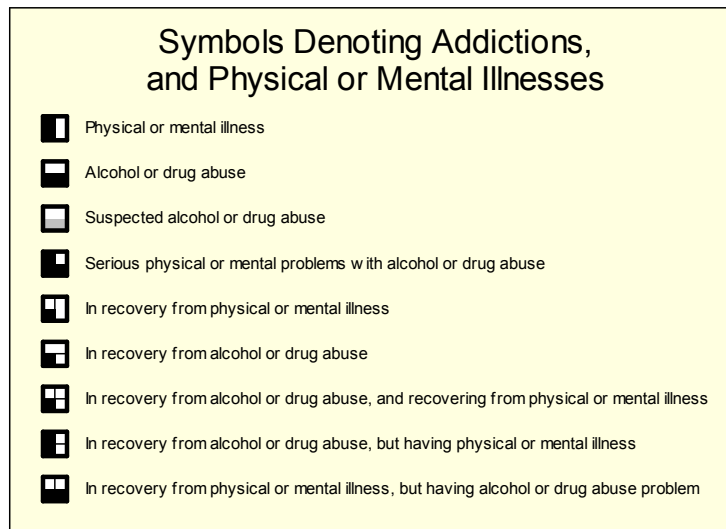 Symbols Denoting Addictions,
and Physical or Mental Illnesses
Physical or mental illness
Alcohol or drug abuse
Suspected alcohol or drug abuse
Serious physical or mental problems with alcohol or drug abuse
In recovery from physical or mental illness
In recovery from alcohol or drug abuse
In recovery from alcohol or drug abuse, and recovering from physical or mental illness
In recovery from alcohol or drug abuse, but having physical or mental illness
In recovery from physical or mental illness, but having alcohol or drug abuse problem